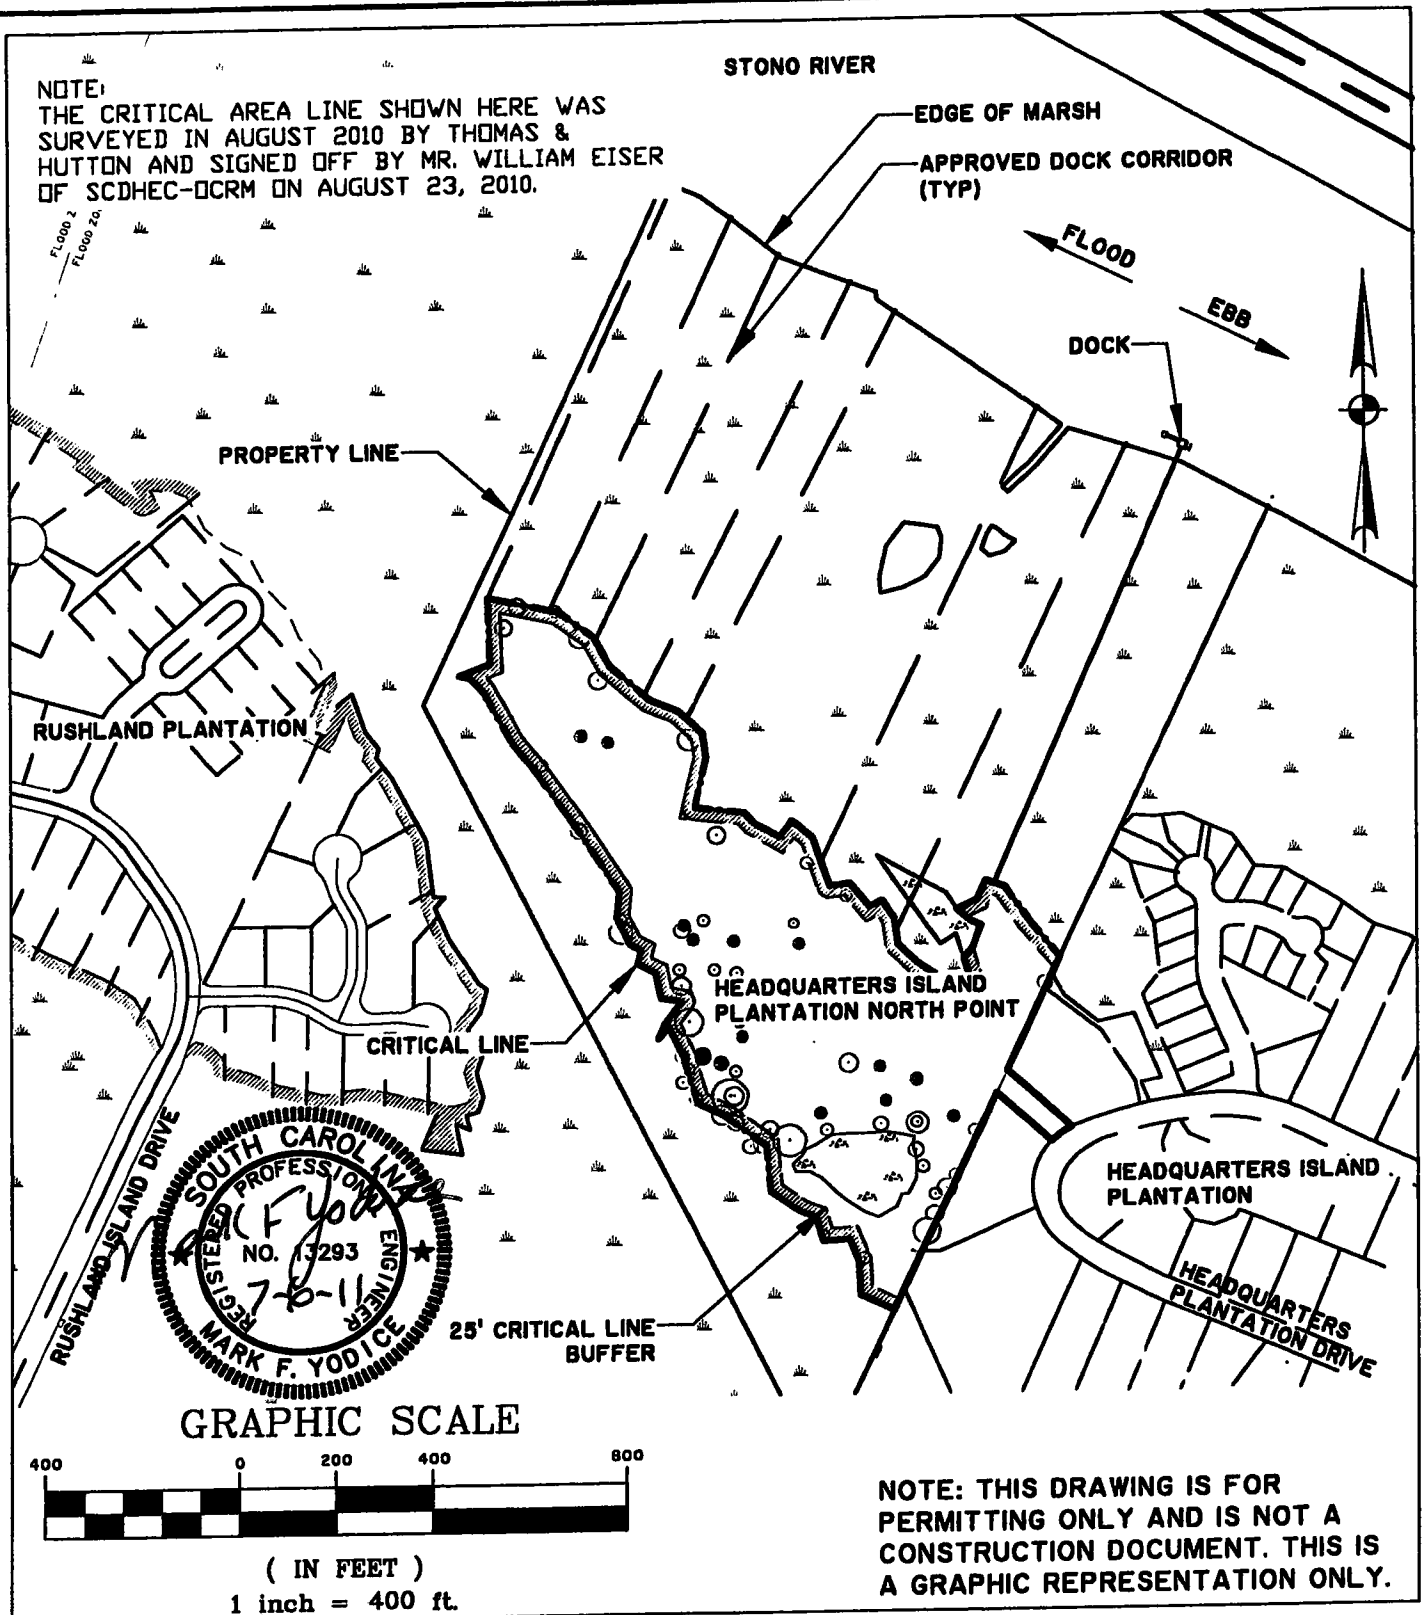 NOTE:
THE CRITICAL AREA LINE SHOWN HERE WAS
SURVEYED IN AUGUST 2010 BY THOMAS &
HUTTON AND SIGNED OFF BY MR. WILLIAM EISER
OF SCDHEC-OCRM ON AUGUST 23, 2010.
STONO RIVER
EDGE OF MARSH
APPROVED DOCK CORRIDOR
(TYP)
FLOOD Z
FLOOD ZO
FLOOD
EBB
DOCK
PROPERTY LINE
RUSHLAND PLANTATION
HEADQUARTERS ISLAND
PLANTATION NORTH POINT
CRITICAL LINE
RUSHLAND ISLAND DRIVE
HEADQUARTERS ISLAND
PLANTATION
HEADQUARTERS
PLANTATION DRIVE
SOUTH CAROLINA
REGISTERED PROFESSIONAL ENGINEER
NO. 13293
7-6-11
MARK F. YODICE
25' CRITICAL LINE
BUFFER
GRAPHIC SCALE
400 0 200 400 800
( IN FEET )
1 inch = 400 ft.
NOTE: THIS DRAWING IS FOR
PERMITTING ONLY AND IS NOT A
CONSTRUCTION DOCUMENT. THIS IS
A GRAPHIC REPRESENTATION ONLY.